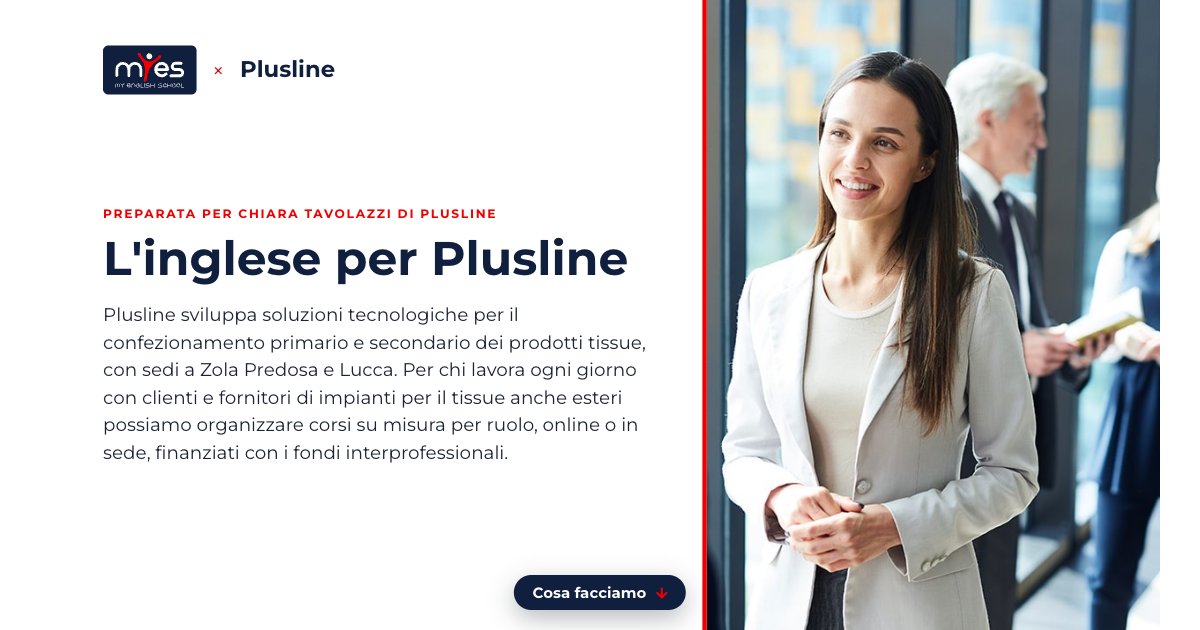 myes
MY ENGLISH SCHOOL
× Plusline
PREPARATA PER CHIARA TAVOLAZZI DI PLUSLINE
L'inglese per Plusline
Plusline sviluppa soluzioni tecnologiche per il
confezionamento primario e secondario dei prodotti tissue,
con sedi a Zola Predosa e Lucca. Per chi lavora ogni giorno
con clienti e fornitori di impianti per il tissue anche esteri
possiamo organizzare corsi su misura per ruolo, online o in
sede, finanziati con i fondi interprofessionali.
Cosa facciamo ↓